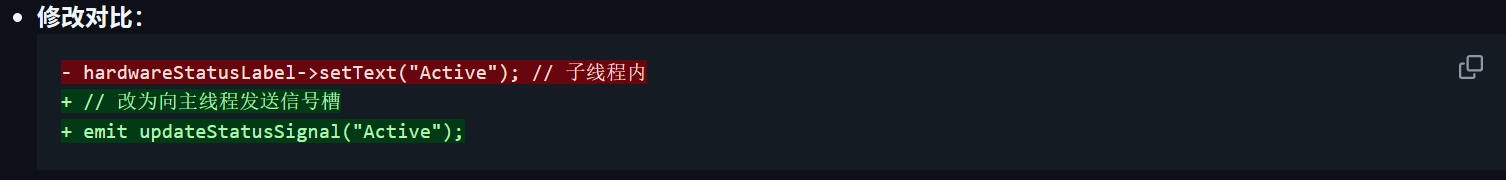 修改对比：
- hardwareStatusLabel->setText("Active"); // 子线程内
+ // 改为向主线程发送信号槽
+ emit updateStatusSignal("Active");